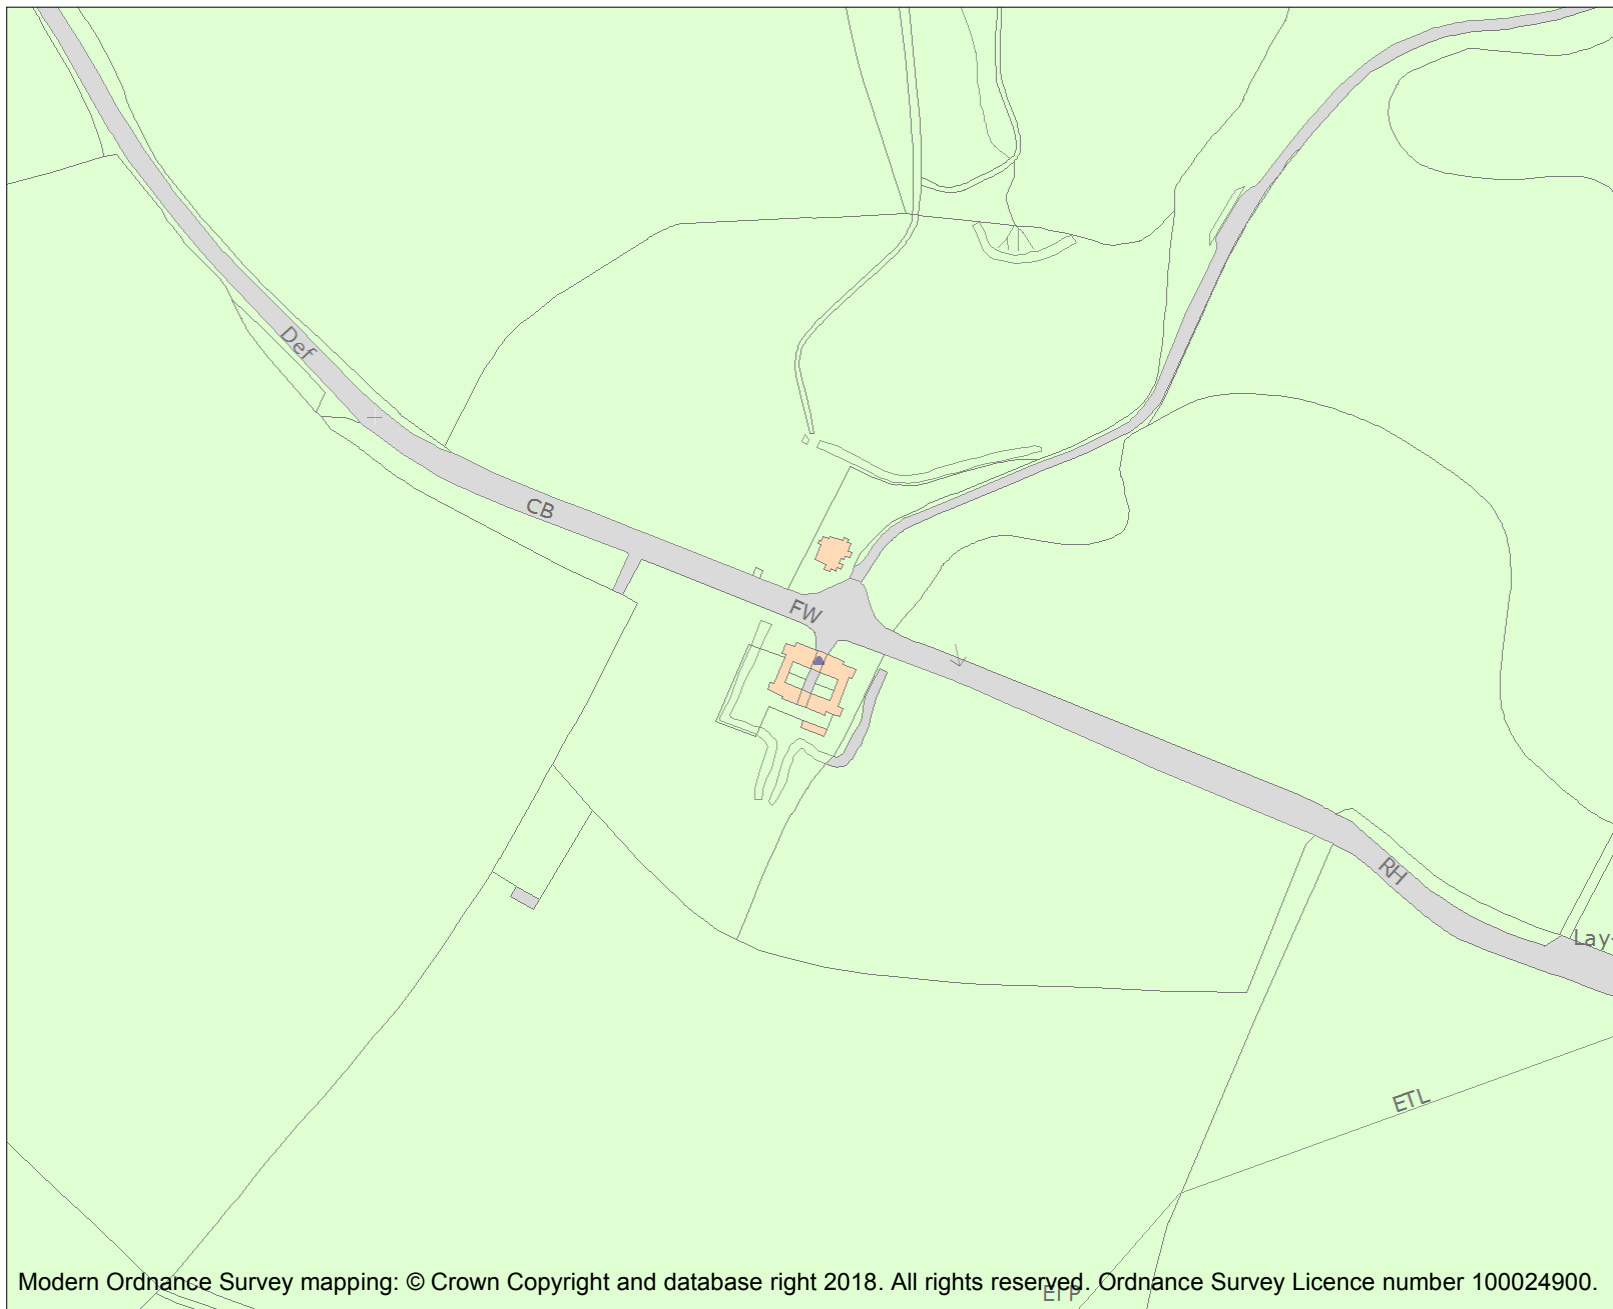 Def
CB
FW
RH
Lay-
ETL
ETP
Modern Ordnance Survey mapping: © Crown Copyright and database right 2018. All rights reserved. Ordnance Survey Licence number 100024900.